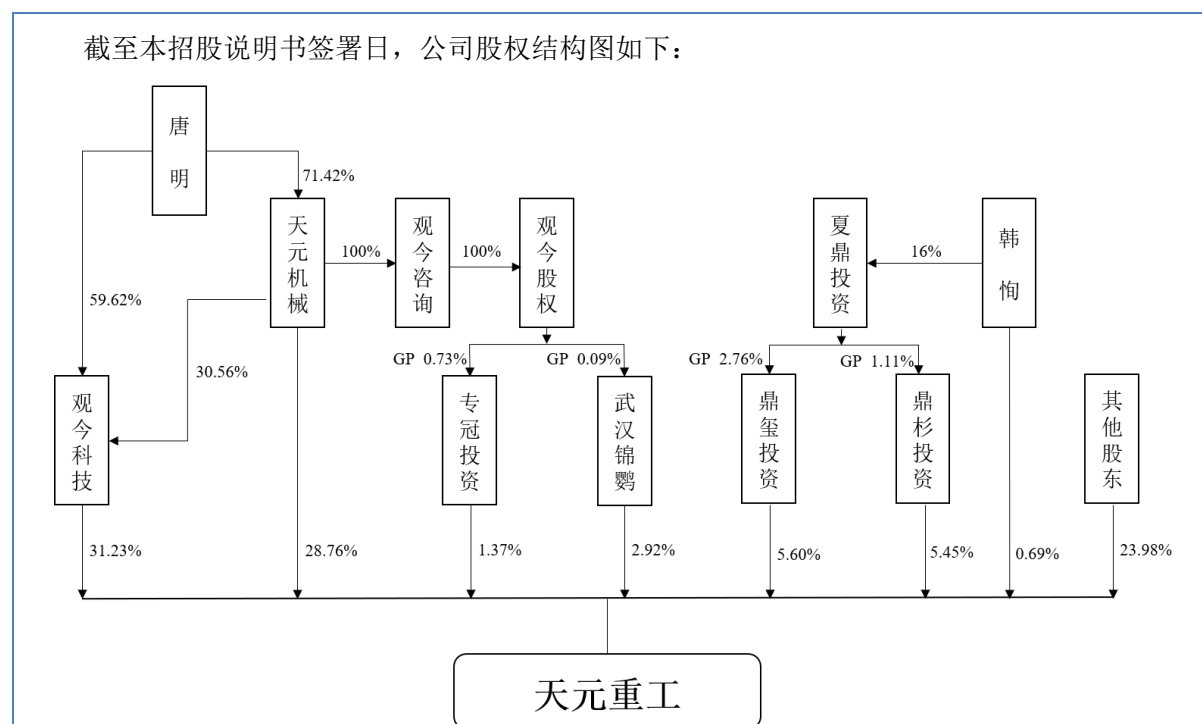 截至本招股说明书签署日，公司股权结构图如下：
唐明
71.42%
天元机械
观今咨询
观今股权
夏鼎投资
韩恂
100%
100%
16%
59.62%
30.56%
GP 0.73%
GP 0.09%
GP 2.76%
GP 1.11%
观今科技
专冠投资
武汉锦鹦
鼎玺投资
鼎杉投资
其他股东
31.23%
28.76%
1.37%
2.92%
5.60%
5.45%
0.69%
23.98%
天元重工